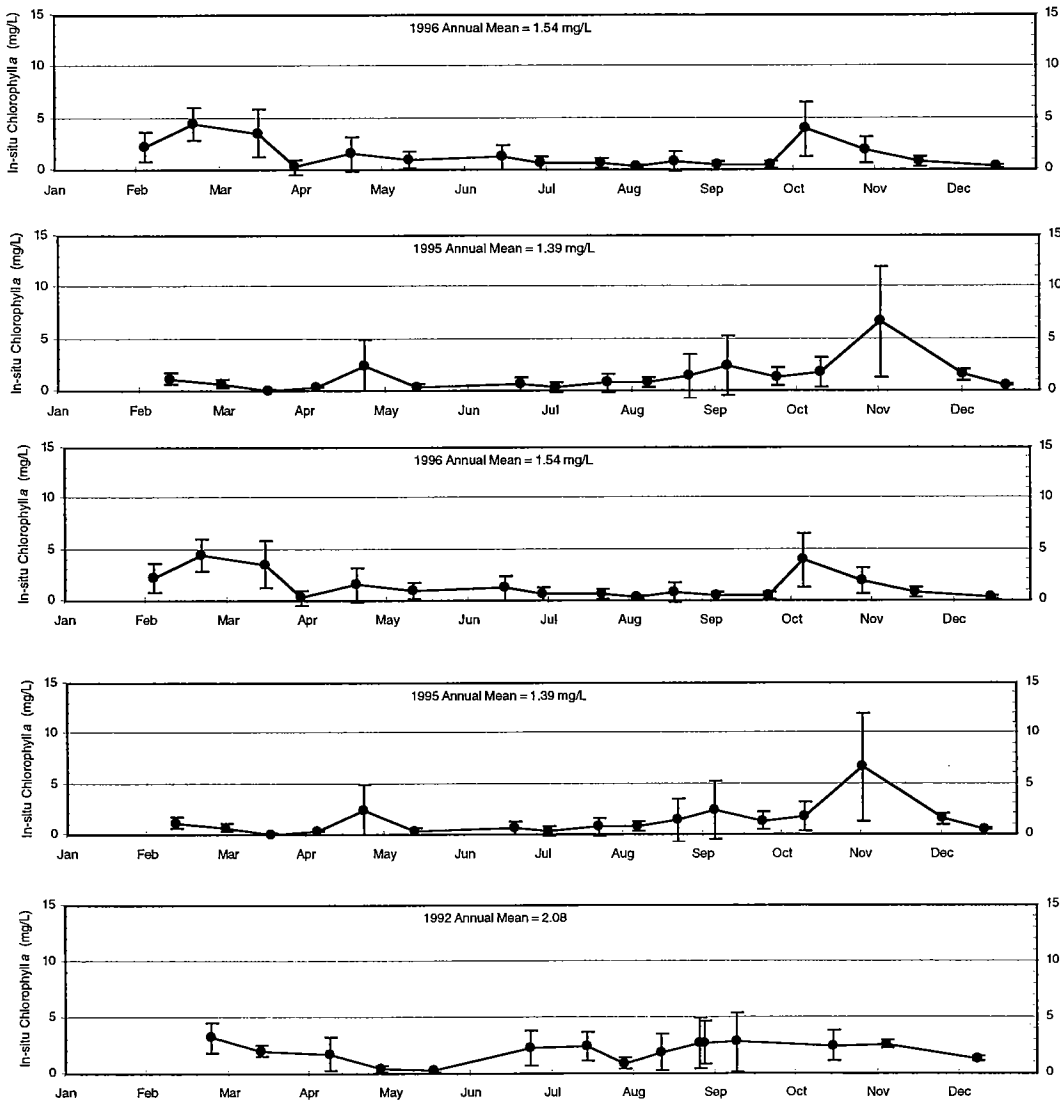 1996 Annual Mean = 1.54 mg/L
In-situ Chlorophyll a (mg/L)
15 15
10 10
5 5
0 0
Jan Feb Mar Apr May Jun Jul Aug Sep Oct Nov Dec
1995 Annual Mean = 1.39 mg/L
In-situ Chlorophyll a (mg/L)
15 15
10 10
5 5
0 0
Jan Feb Mar Apr May Jun Jul Aug Sep Oct Nov Dec
1996 Annual Mean = 1.54 mg/L
In-situ Chlorophyll a (mg/L)
15 15
10 10
5 5
0 0
Jan Feb Mar Apr May Jun Jul Aug Sep Oct Nov Dec
1995 Annual Mean = 1.39 mg/L
In-situ Chlorophyll a (mg/L)
15 15
10 10
5 5
0 0
Jan Feb Mar Apr May Jun Jul Aug Sep Oct Nov Dec
1992 Annual Mean = 2.08
In-situ Chlorophyll a (mg/L)
15 15
10 10
5 5
0 0
Jan Feb Mar Apr May Jun Jul Aug Sep Oct Nov Dec